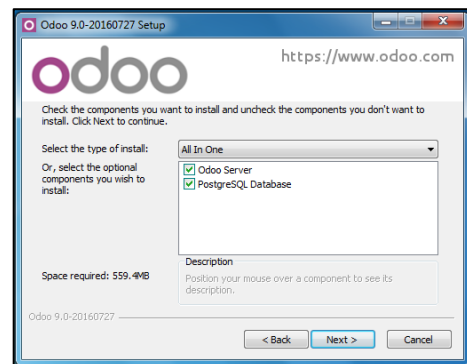 Odoo 9.0-20160727 Setup
odoo
https://www.odoo.com
Check the components you want to install and uncheck the components you don't want to
install. Click Next to continue.
Select the type of install:
All In One
Or, select the optional
components you wish to
install:
Odoo Server
PostgreSQL Database
Space required: 559.4MB
Description
Position your mouse over a component to see its
description.
Odoo 9.0-20160727
< Back
Next >
Cancel